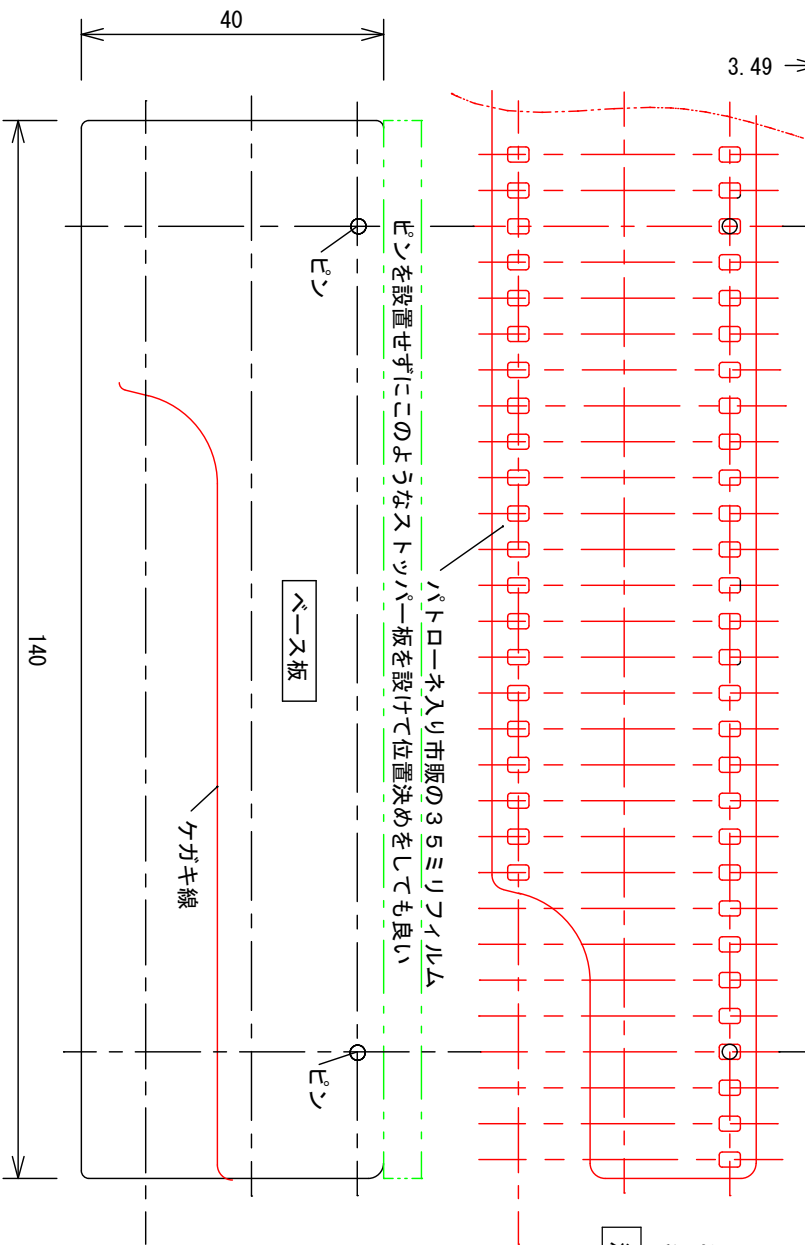 40
3.49
ピン
ピンを設置せずにこのようなストッパー板を設けて位置決めをしても良い
パトローネ入り市販の35ミリフィルム
ベース板
140
ケガキ線
ピン